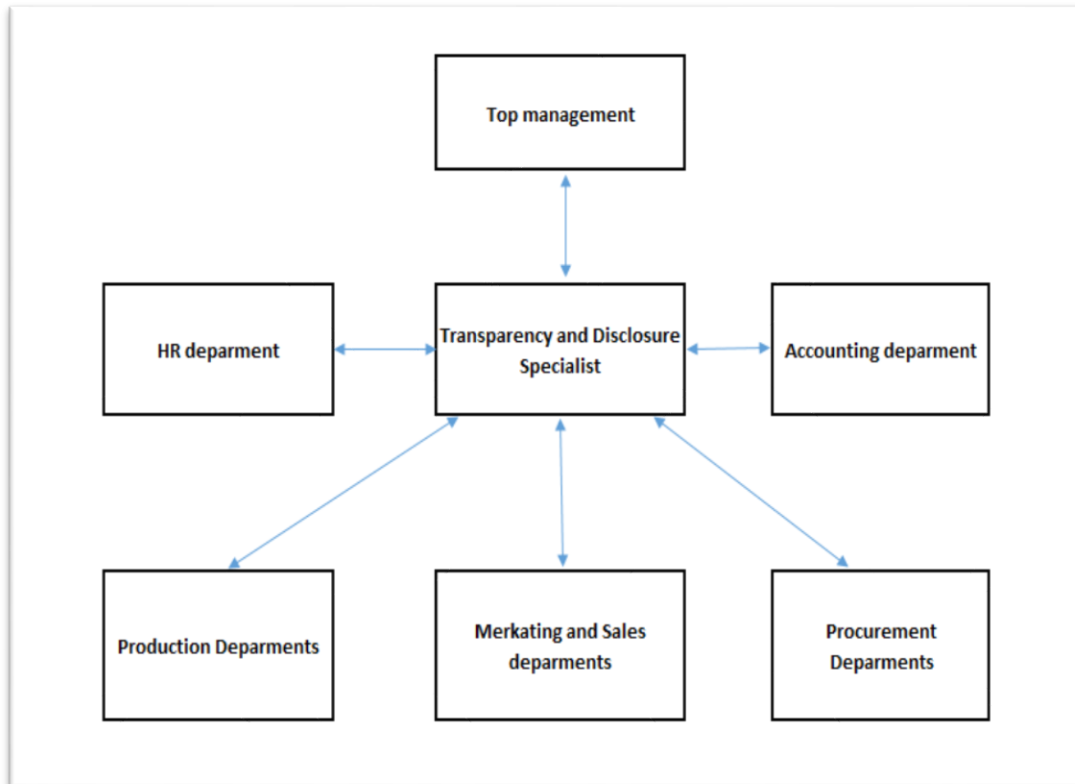 Top management
HR deparment
Transparency and Disclosure
Specialist
Accounting deparment
Production Deparments
Merkating and Sales
deparments
Procurement
Deparments